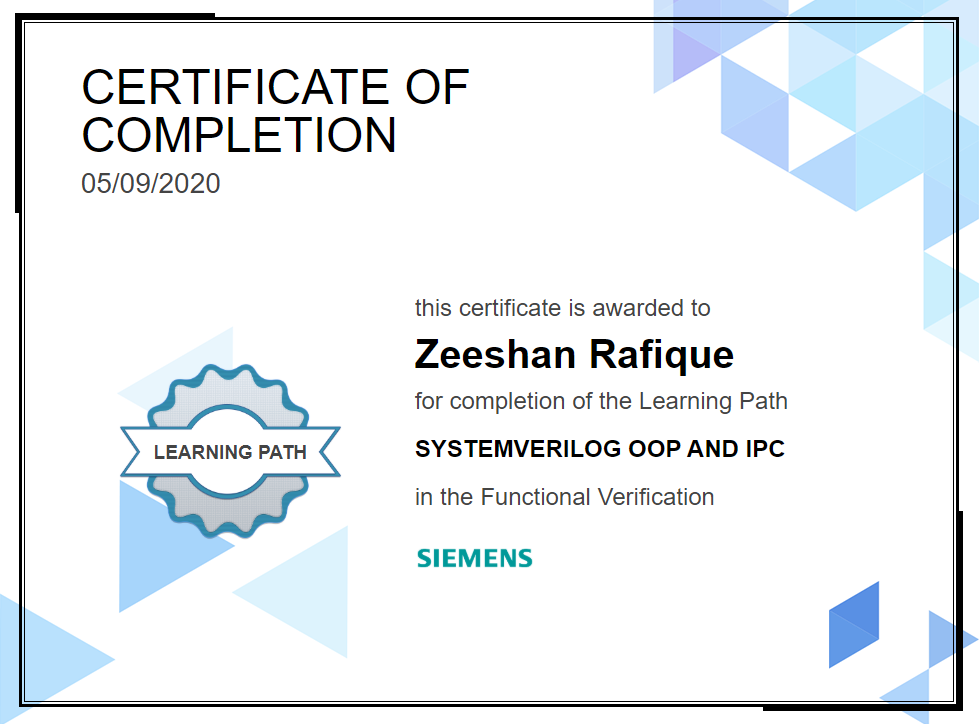 CERTIFICATE OF
COMPLETION
05/09/2020
this certificate is awarded to
Zeeshan Rafique
for completion of the Learning Path
LEARNING PATH
SYSTEMVERILOG OOP AND IPC
in the Functional Verification
SIEMENS